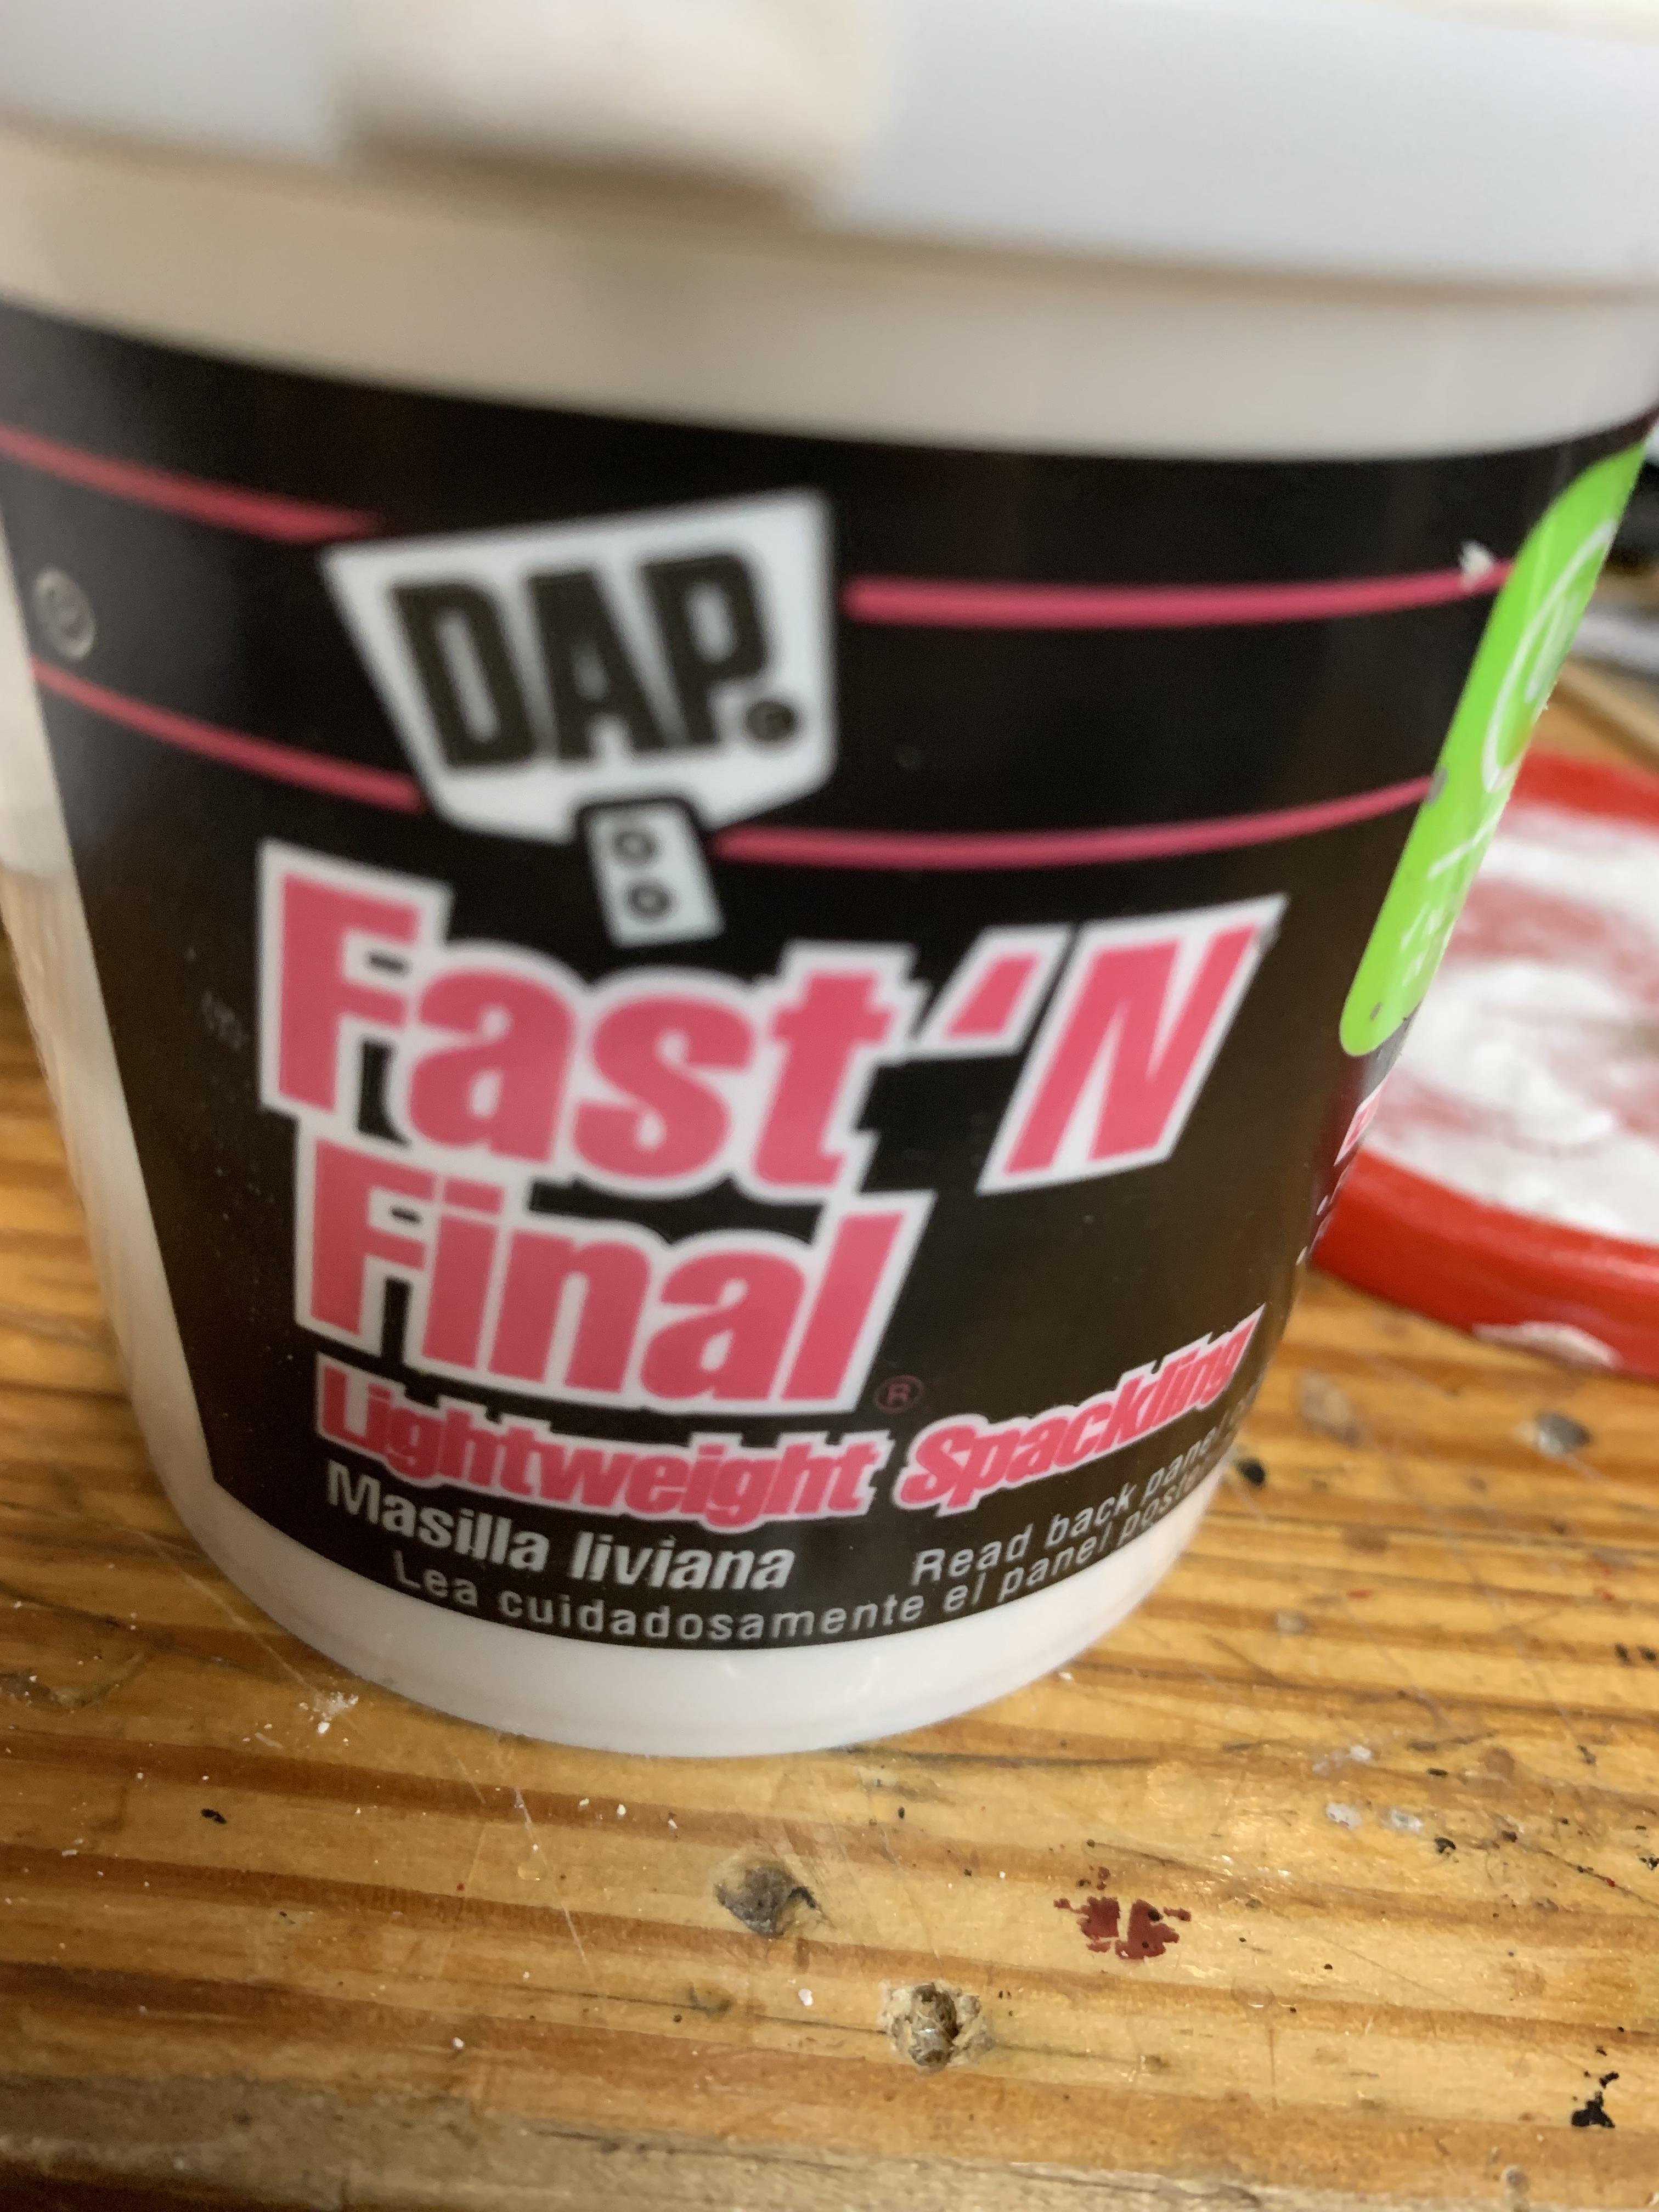 DAP®
Fast 'N
Final®
Lightweight Spackling
Masilla liviana
Read back panel
Lea cuidadosamente el panel